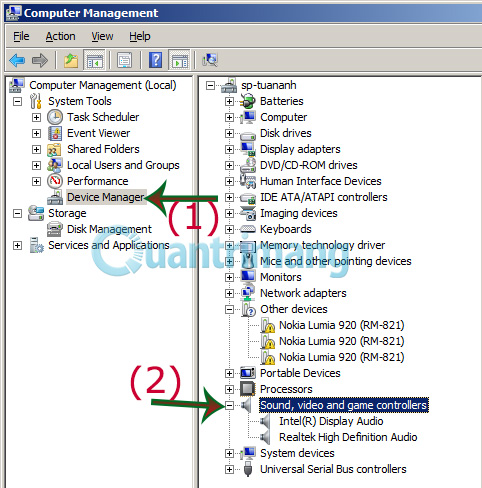 Computer Management
File Action View Help
Computer Management (Local)
System Tools
Task Scheduler
Event Viewer
Shared Folders
Local Users and Groups
Performance
Device Manager
Storage
Disk Management
Services and Applications
(1)
(2)
Quantrimang
sp-tuananh
Batteries
Computer
Disk drives
Display adapters
DVD/CD-ROM drives
Human Interface Devices
IDE ATA/ATAPI controllers
Imaging devices
Keyboards
Memory technology driver
Mice and other pointing devices
Monitors
Network adapters
Other devices
Nokia Lumia 920 (RM-821)
Nokia Lumia 920 (RM-821)
Nokia Lumia 920 (RM-821)
Portable Devices
Processors
Sound, video and game controllers
Intel(R) Display Audio
Realtek High Definition Audio
System devices
Universal Serial Bus controllers